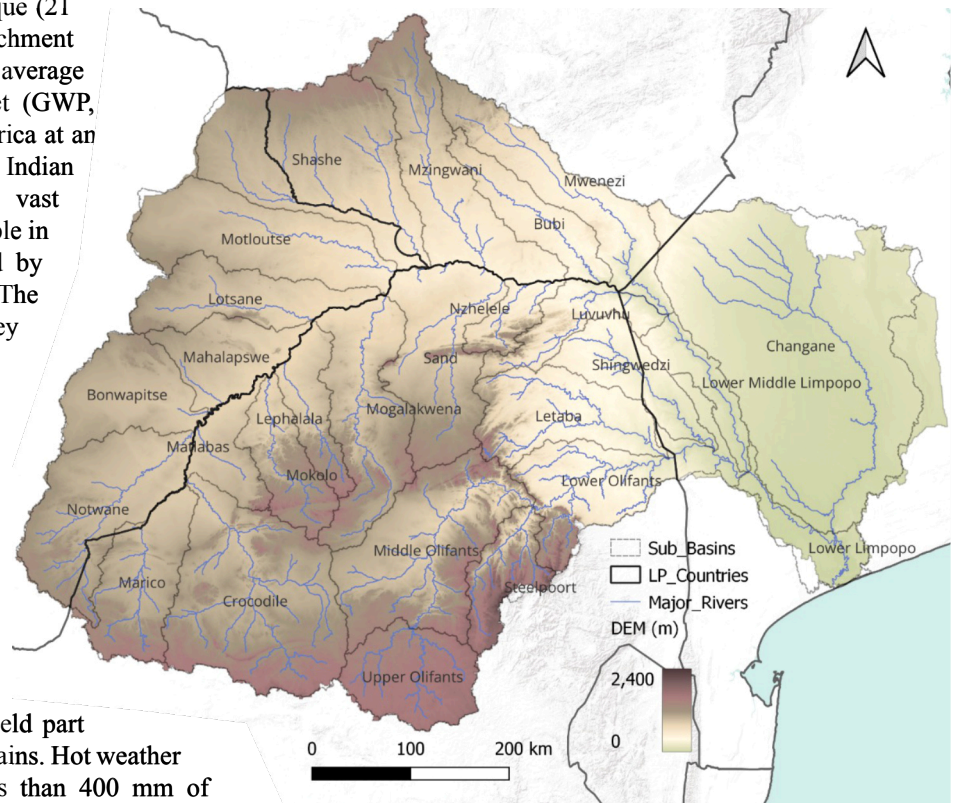 que (21
chment
average
et (GWP,
rica at an
Indian
vast
ble in
l by
The
ey
Shashe
Mzingwani
Mwenezi
Bubi
Motloutse
Lotsane
Nzhelele
Luvuvhu
Changane
Mahalapswe
Sand
Shingwedzi
Lower Middle Limpopo
Bonwapitse
Lephalala
Mogalakwena
Letaba
Matlabas
Mokolo
Lower Olifants
Notwane
Middle Olifants
Lower Limpopo
Marico
Crocodile
Steelpoort
Upper Olifants
Sub_Basins
LP_Countries
Major_Rivers
DEM (m)
2,400
0
0 100 200 km
eld part
ains. Hot weather
s than 400 mm of